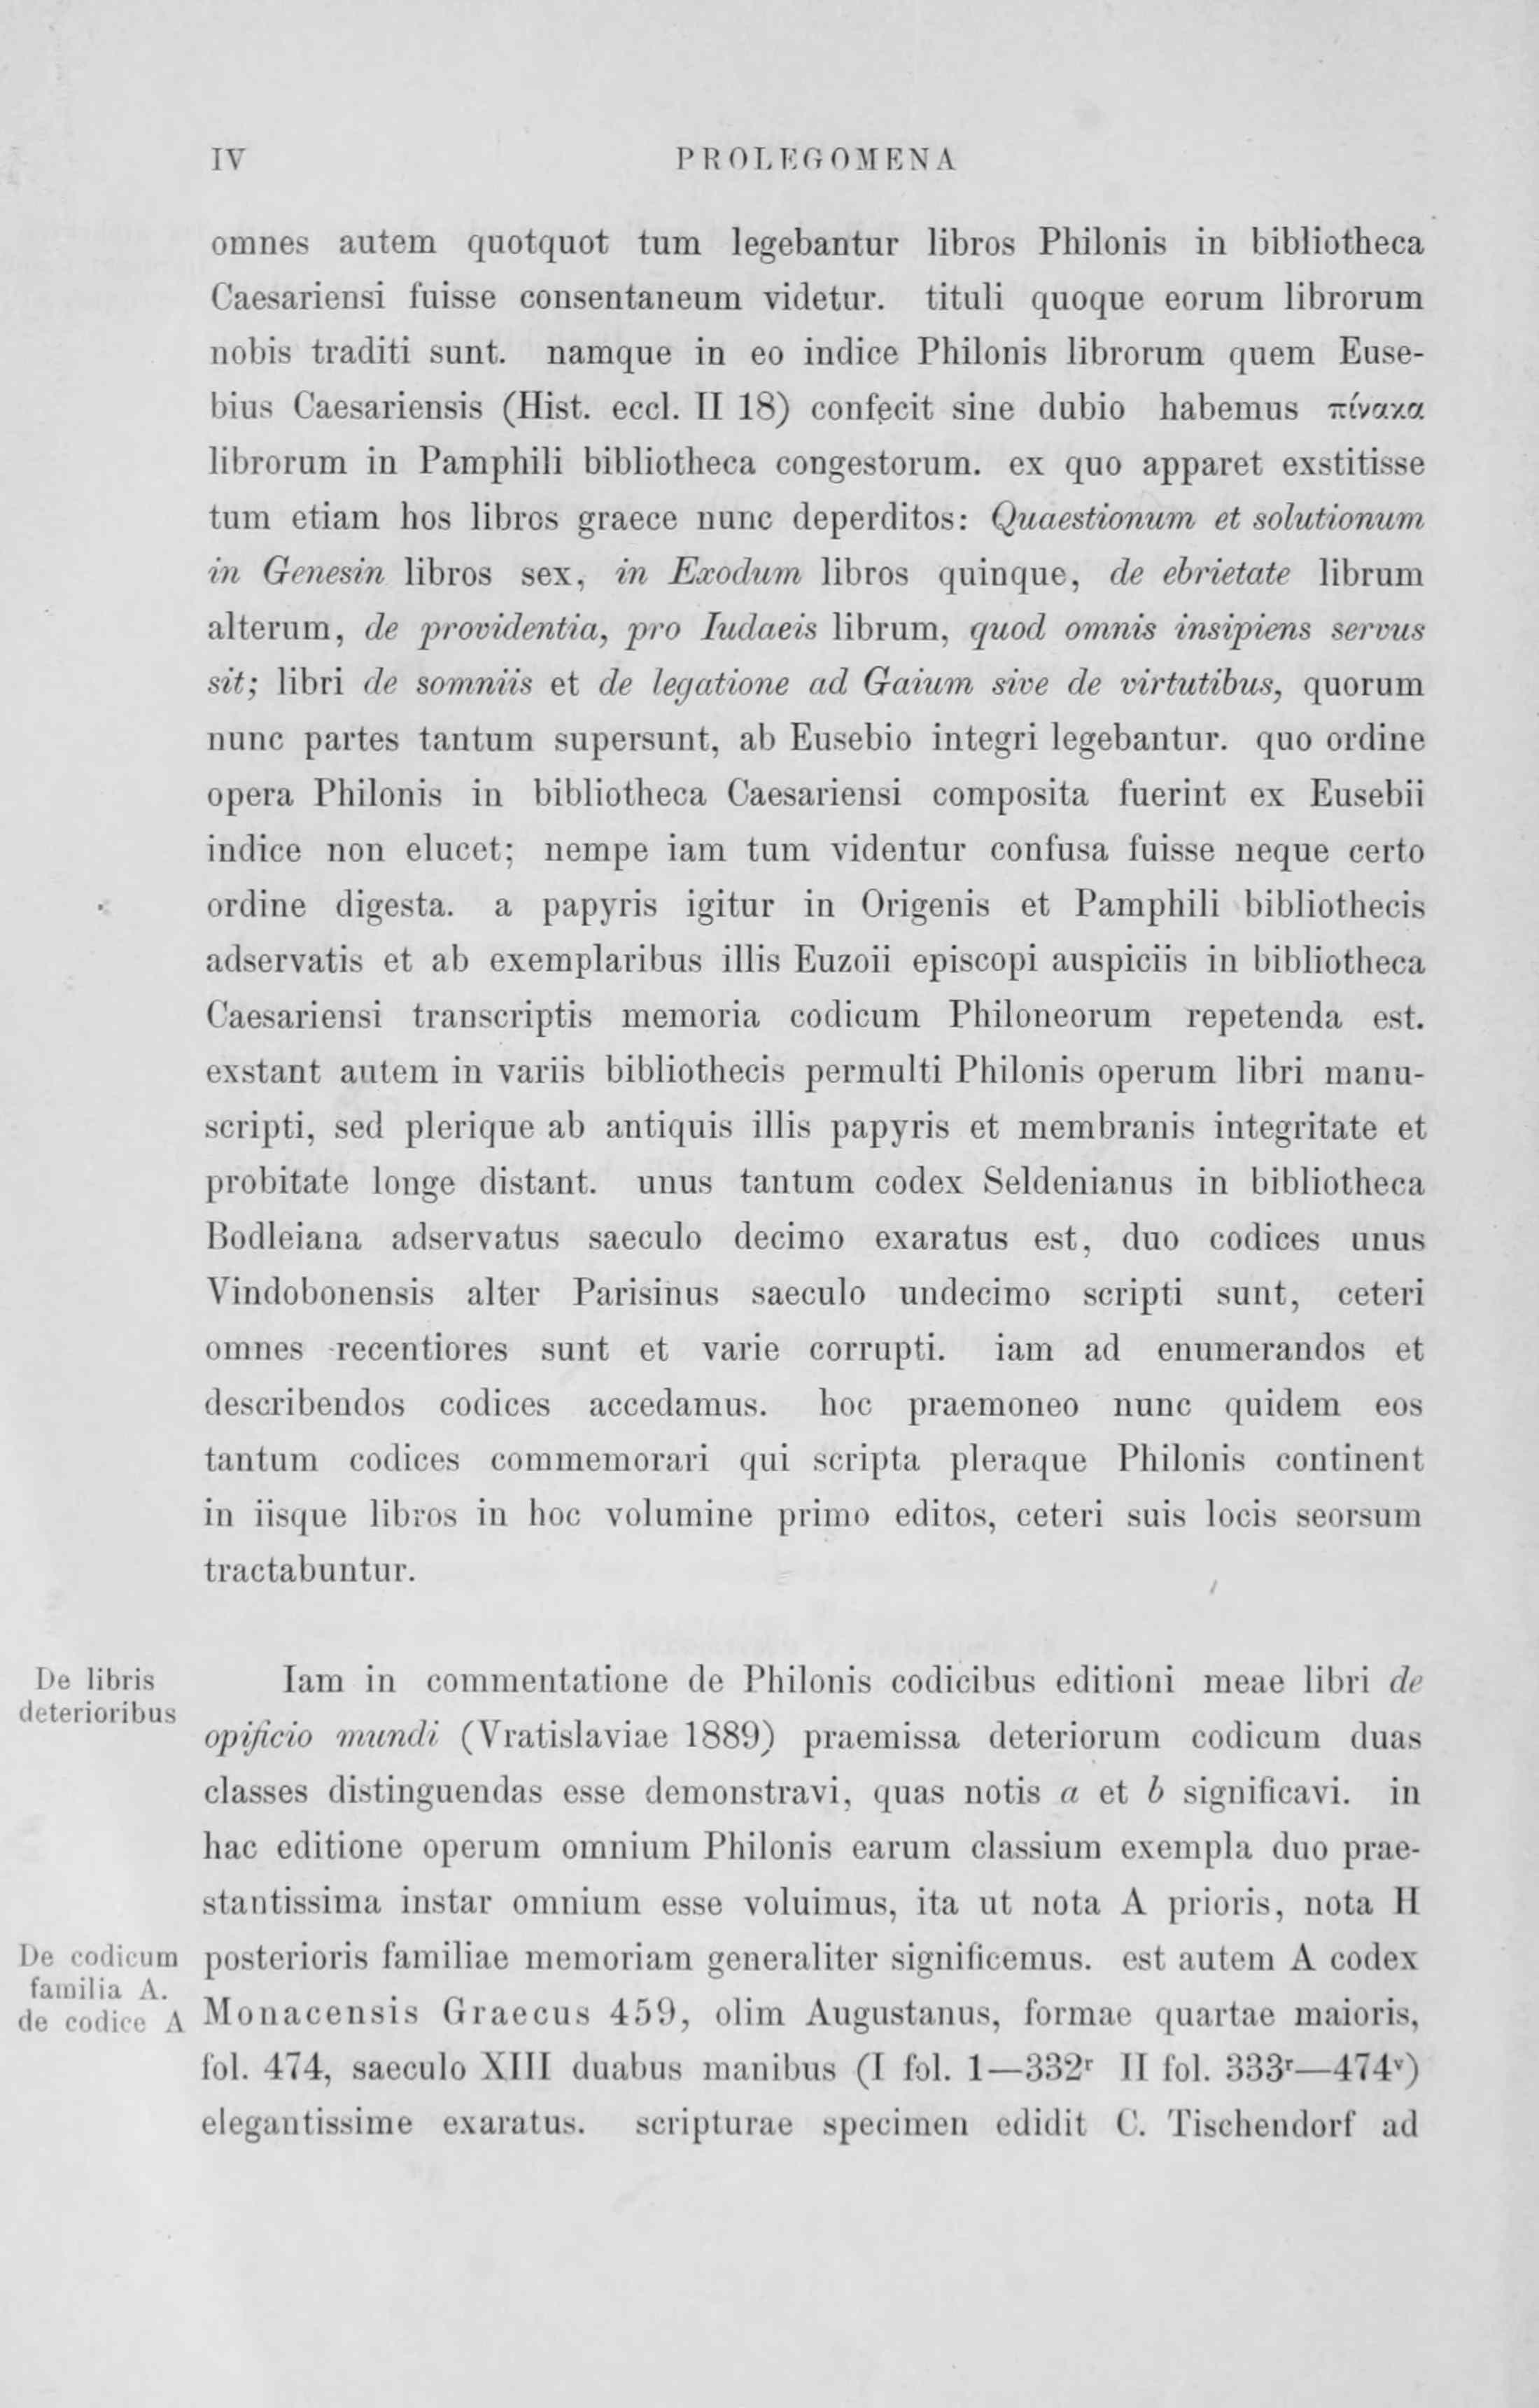 IV PROLEGOMENA
omnes autem quotquot tum legebantur libros Philonis in bibliotheca
Caesariensi fuisse consentaneum videtur. tituli quoque eorum librorum
nobis traditi sunt. namque in eo indice Philonis librorum quem Euse-
bius Caesariensis (Hist. eccl. II 18) confecit sine dubio habemus πίνακα
librorum in Pamphili bibliotheca congestorum. ex quo apparet exstitisse
tum etiam hos libros graece nunc deperditos: Quaestionum et solutionum
in Genesin libros sex, in Exodum libros quinque, de ebrietate librum
alterum, de providentia, pro Iudaeis librum, quod omnis insipiens servus
sit; libri de somniis et de legatione ad Gaium sive de virtutibus, quorum
nunc partes tantum supersunt, ab Eusebio integri legebantur. quo ordine
opera Philonis in bibliotheca Caesariensi composita fuerint ex Eusebii
indice non elucet; nempe iam tum videntur confusa fuisse neque certo
ordine digesta. a papyris igitur in Origenis et Pamphili bibliothecis
adservatis et ab exemplaribus illis Euzoii episcopi auspiciis in bibliotheca
Caesariensi transcriptis memoria codicum Philoneorum repetenda est.
exstant autem in variis bibliothecis permulti Philonis operum libri manu-
scripti, sed plerique ab antiquis illis papyris et membranis integritate et
probitate longe distant. unus tantum codex Seldenianus in bibliotheca
Bodleiana adservatus saeculo decimo exaratus est, duo codices unus
Vindobonensis alter Parisinus saeculo undecimo scripti sunt, ceteri
omnes recentiores sunt et varie corrupti. iam ad enumerandos et
describendos codices accedamus. hoc praemoneo nunc quidem eos
tantum codices commemorari qui scripta pleraque Philonis continent
in iisque libros in hoc volumine primo editos, ceteri suis locis seorsum
tractabuntur.
De libris
deterioribus
Iam in commentatione de Philonis codicibus editioni meae libri de
opificio mundi (Vratislaviae 1889) praemissa deteriorum codicum duas
classes distinguendas esse demonstravi, quas notis a et b significavi. in
hac editione operum omnium Philonis earum classium exempla duo prae-
stantissima instar omnium esse voluimus, ita ut nota A prioris, nota H
De codicum
familia A.
de codice A
posterioris familiae memoriam generaliter significemus. est autem A codex
Monacensis Graecus 459, olim Augustanus, formae quartae maioris,
fol. 474, saeculo XIII duabus manibus (I fol. 1—332ʳ II fol. 333ʳ—474ᵛ)
elegantissime exaratus. scripturae specimen edidit C. Tischendorf ad